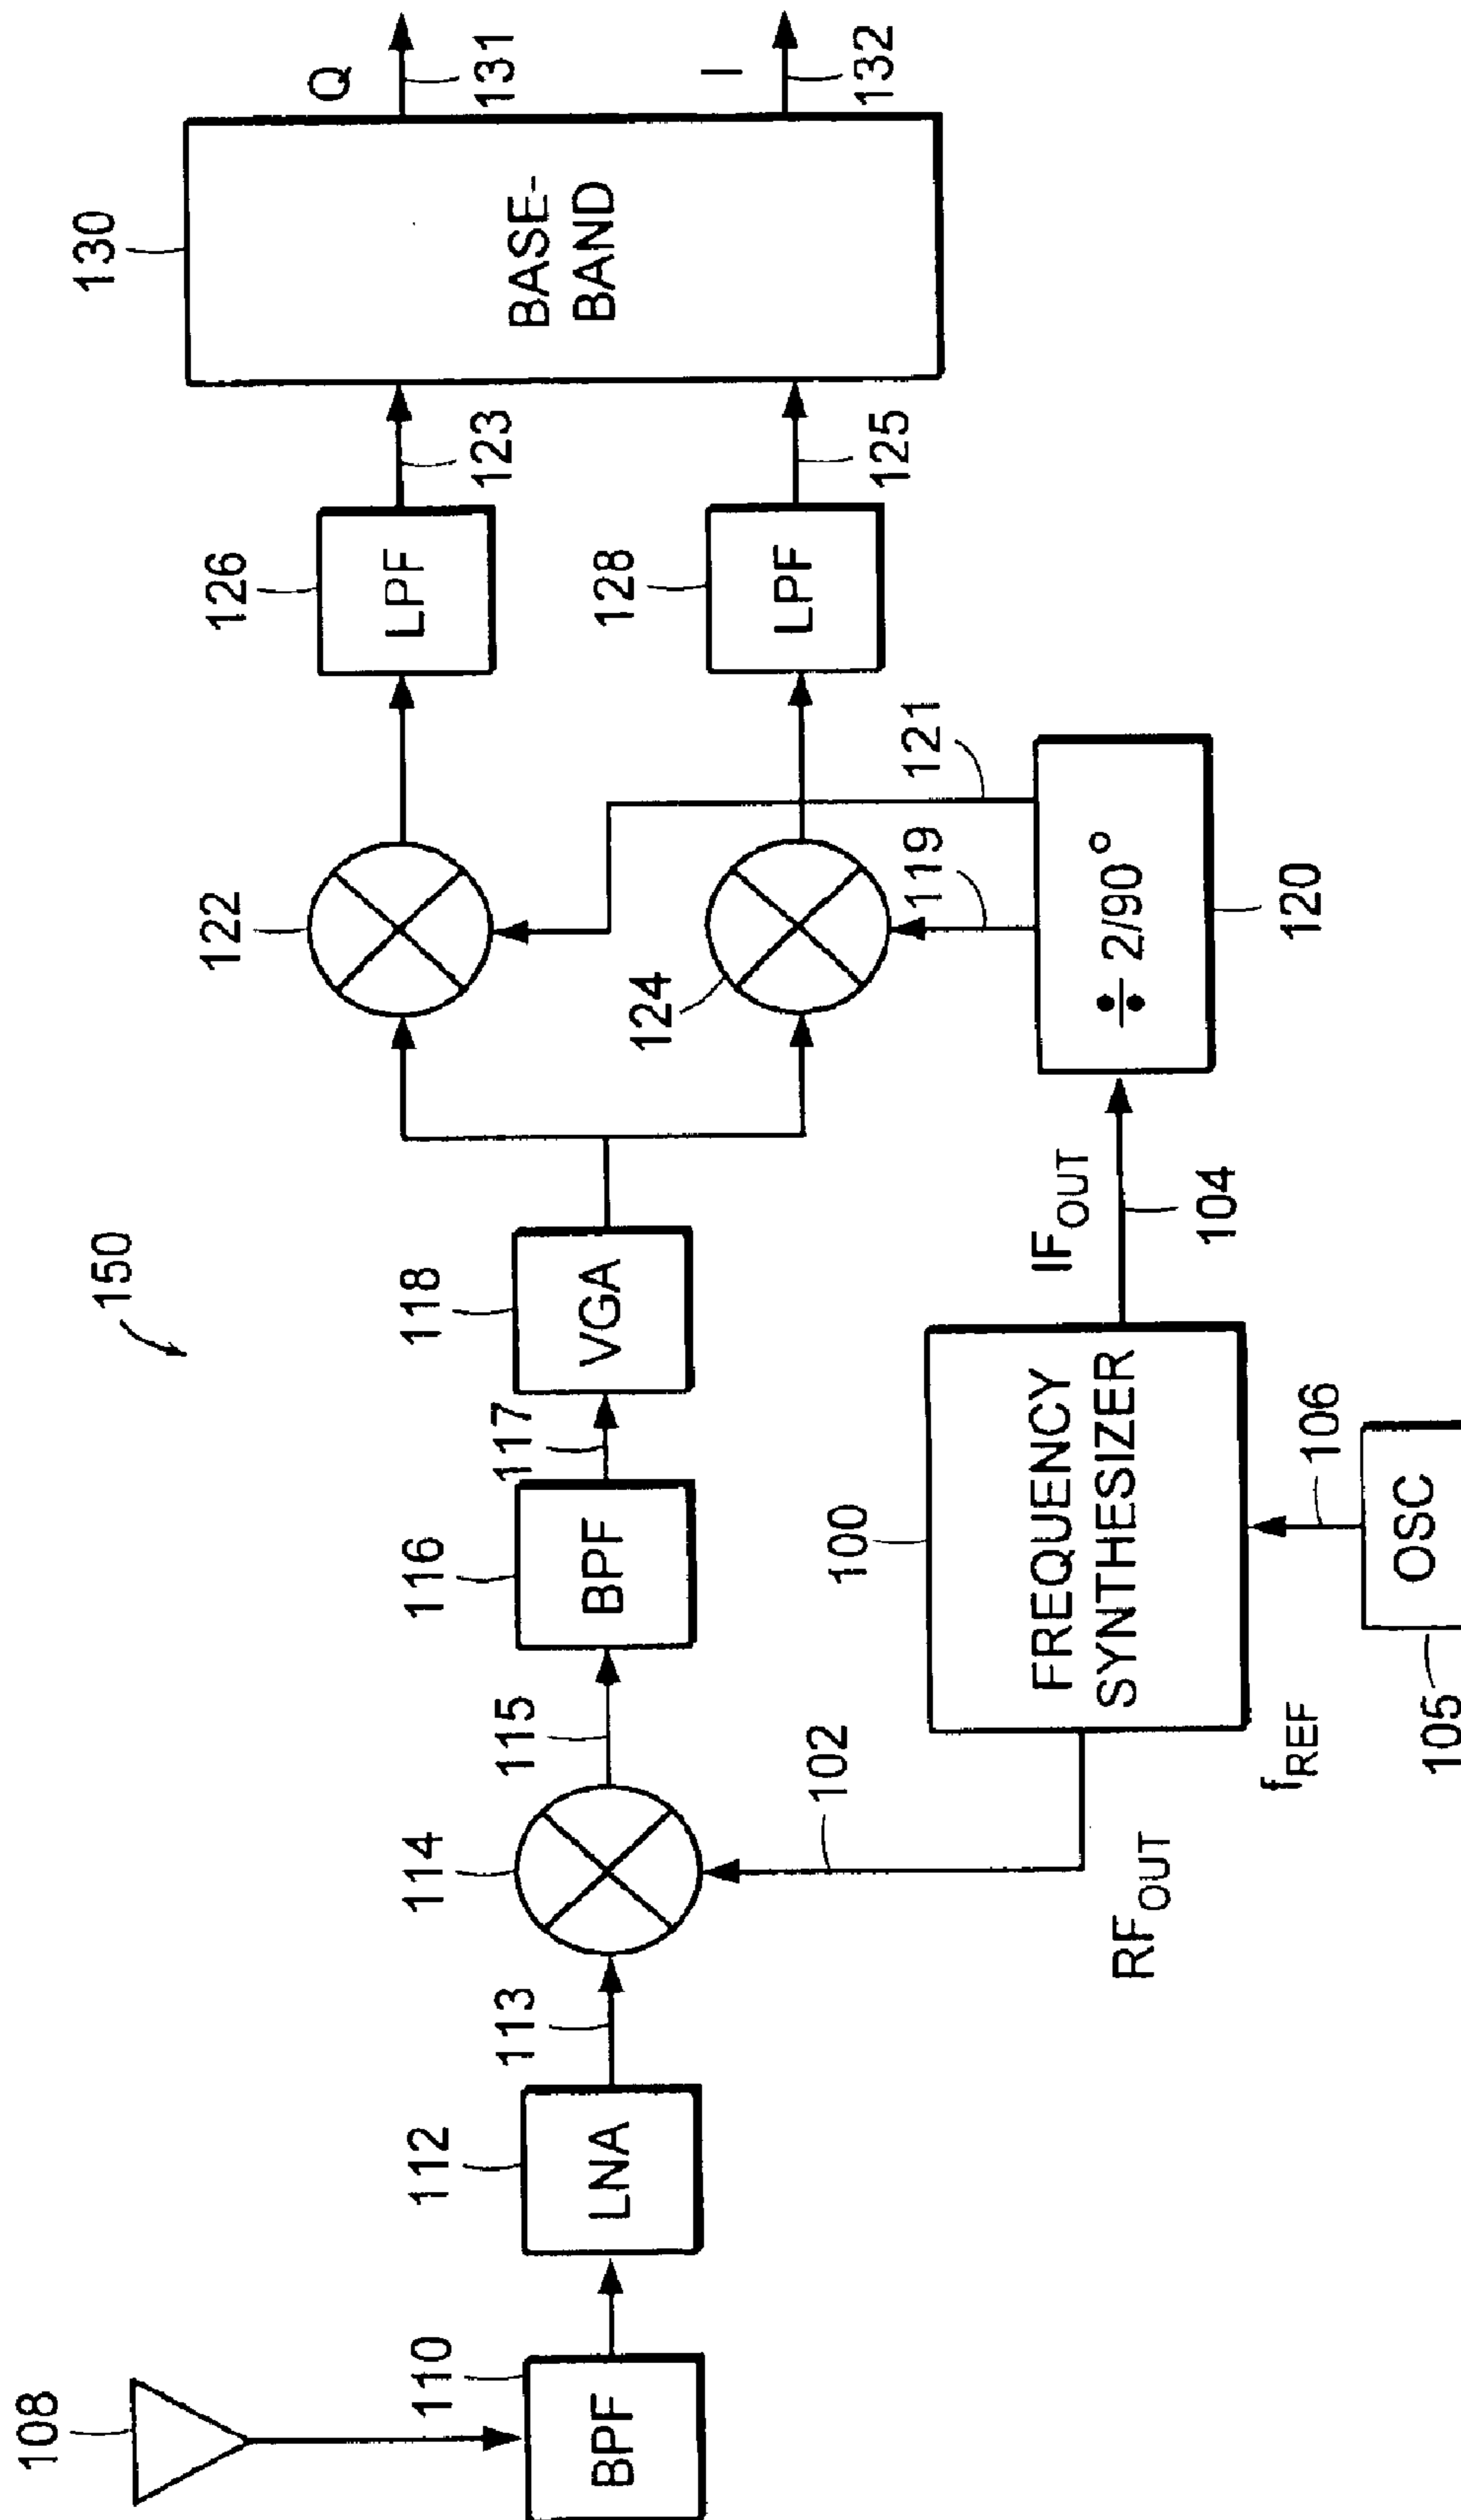 150
108
110
BPF
112
LNA
113
114
115
116
BPF
117
118
VGA
122
124
126
LPF
128
LPF
123
125
130
BASE-
BAND
Q
131
I
132
RF_OUT
102
100
FREQUENCY
SYNTHESIZER
f_REF
105
OSC
106
IF_OUT
104
÷ 2/90°
120
119
121